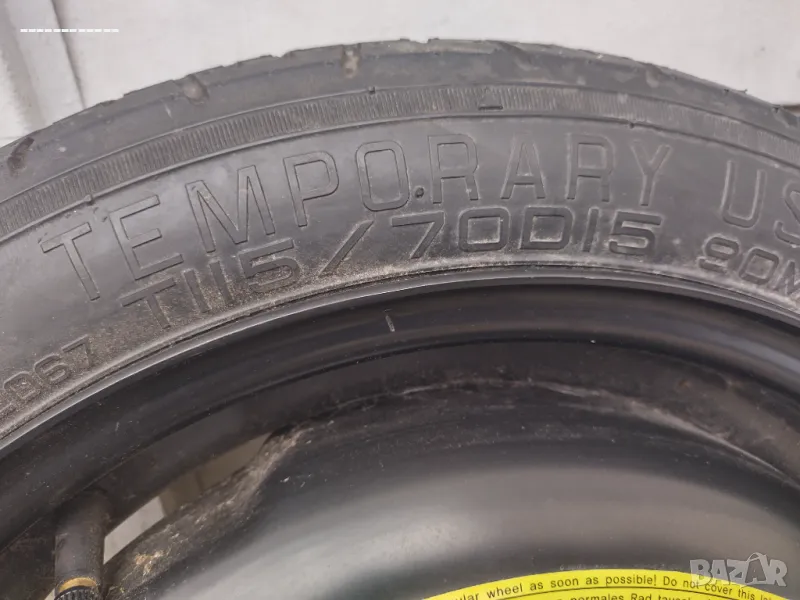 TEMPORARY US
T115/70D15 90M
ular wheel as soon as possible! Do not cover this
normales Rad
BAZAR